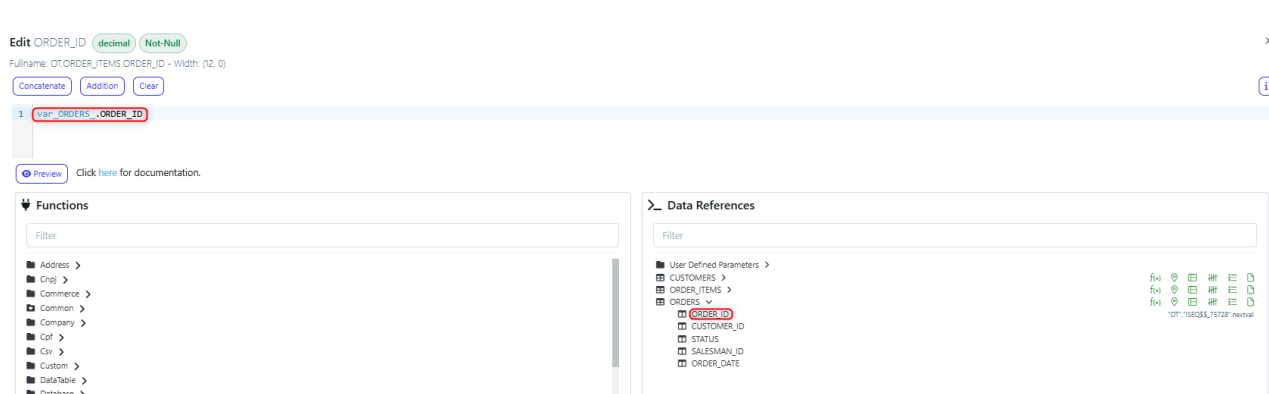 Edit ORDER_ID decimal Not-Null
Fullname: OT.ORDER_ITEMS.ORDER_ID - Width: (12, 0)
Concatenate Addition Clear i
1 var_ORDERS_.ORDER_ID
Preview Click here for documentation.
Functions
Filter
Address
Cnpj
Commerce
Common
Company
Cpf
Csv
Custom
DataTable
Database
Data References
Filter
User Defined Parameters
CUSTOMERS f(x)
ORDER_ITEMS f(x)
ORDERS f(x)
ORDER_ID "OT"."ISEQ$$_75728".nextval
CUSTOMER_ID
STATUS
SALESMAN_ID
ORDER_DATE